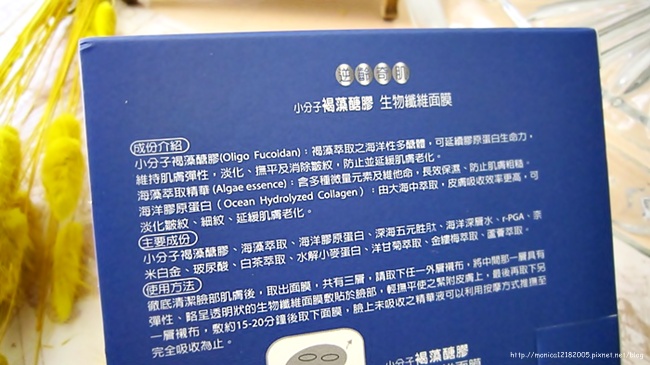 逆齡奇肌
小分子褐藻醣膠 生物纖維面膜
成份介紹
小分子褐藻醣膠(Oligo Fucoidan)：褐藻萃取之海洋性多醣體，可延續膠原蛋白生命力，
維持肌膚彈性，淡化、撫平及消除皺紋，防止並延緩肌膚老化。
海藻萃取精華(Algae essence)：含多種微量元素及維他命，長效保濕、防止肌膚粗糙。
海洋膠原蛋白(Ocean Hydrolyzed Collagen)：由大海中萃取，皮膚吸收效率更高，可
淡化皺紋、細紋、延緩肌膚老化。
主要成份
小分子褐藻醣膠、海藻萃取、海洋膠原蛋白、深海五元胜肽、海洋深層水、r-PGA、奈
米白金、玻尿酸、白茶萃取、水解小麥蛋白、洋甘菊萃取、金縷梅萃取、蘆薈萃取。
使用方法
徹底清潔臉部肌膚後，取出面膜，共有三層，請取下任一外層襯布，將中間那一層具有
彈性、略呈透明狀的生物纖維面膜敷貼於臉部，輕撫平使之緊附皮膚上，最後再取下另
一層襯布，敷約15-20分鐘後取下面膜，臉上未吸收之精華液可以利用按摩方式推揉至
完全吸收為止。
小分子褐藻醣膠
http://monica12182005.pixnet.net/blog